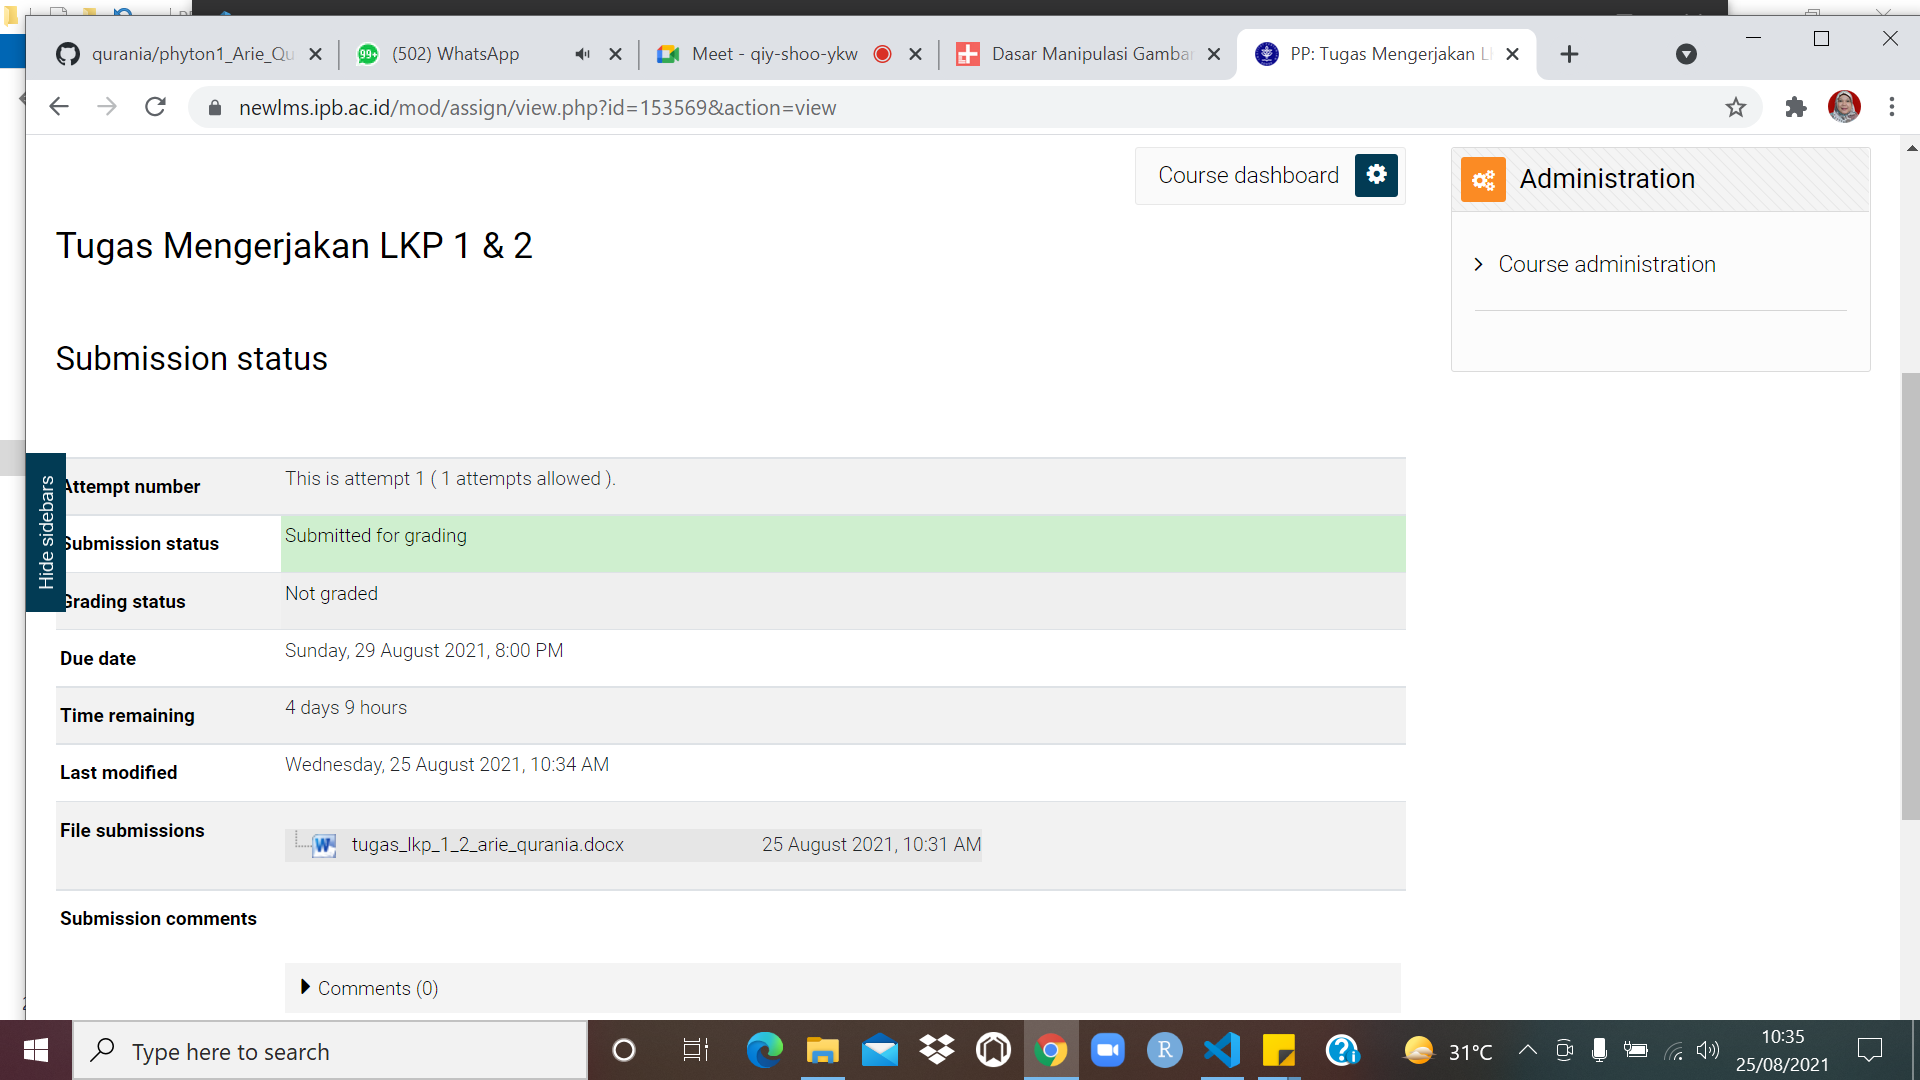 qurania/phyton1_Arie_Qu
(502) WhatsApp
Meet - qiy-shoo-ykw
Dasar Manipulasi Gambar
PP: Tugas Mengerjakan L
newlms.ipb.ac.id/mod/assign/view.php?id=153569&action=view
Course dashboard
Administration
Course administration
Tugas Mengerjakan LKP 1 & 2
Submission status
Hide sidebars
Attempt number
This is attempt 1 ( 1 attempts allowed ).
Submission status
Submitted for grading
Grading status
Not graded
Due date
Sunday, 29 August 2021, 8:00 PM
Time remaining
4 days 9 hours
Last modified
Wednesday, 25 August 2021, 10:34 AM
File submissions
tugas_lkp_1_2_arie_qurania.docx
25 August 2021, 10:31 AM
Submission comments
Comments (0)
Type here to search
31°C
10:35
25/08/2021